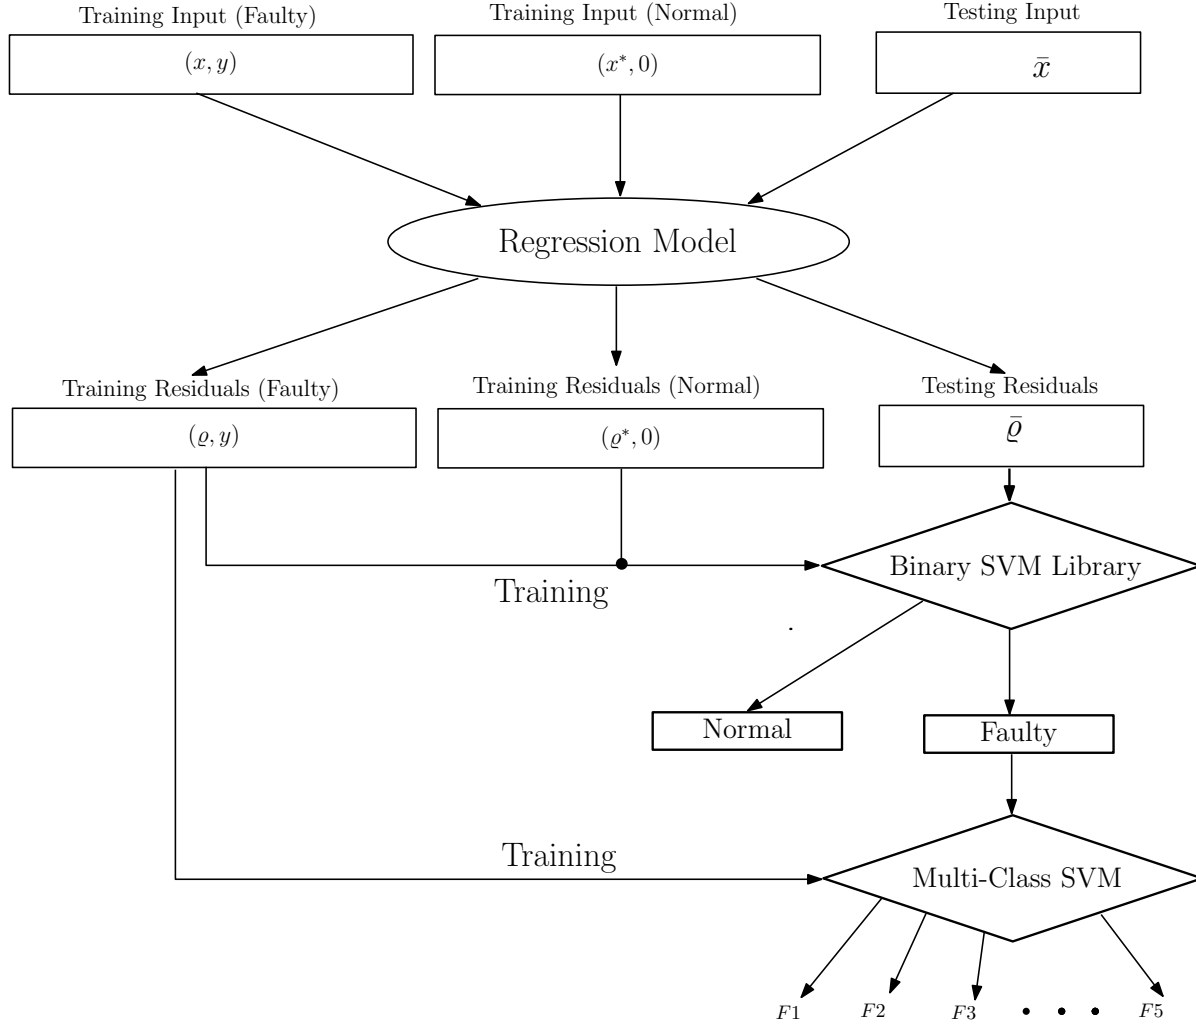 Training Input (Faulty)
Training Input (Normal)
Testing Input
(x, y)
(x*, 0)
x̄
Regression Model
Training Residuals (Faulty)
Training Residuals (Normal)
Testing Residuals
(ϱ, y)
(ϱ*, 0)
ϱ̄
Binary SVM Library
Training
Normal
Faulty
Training
Multi-Class SVM
F1
F2
F3
• • •
F5